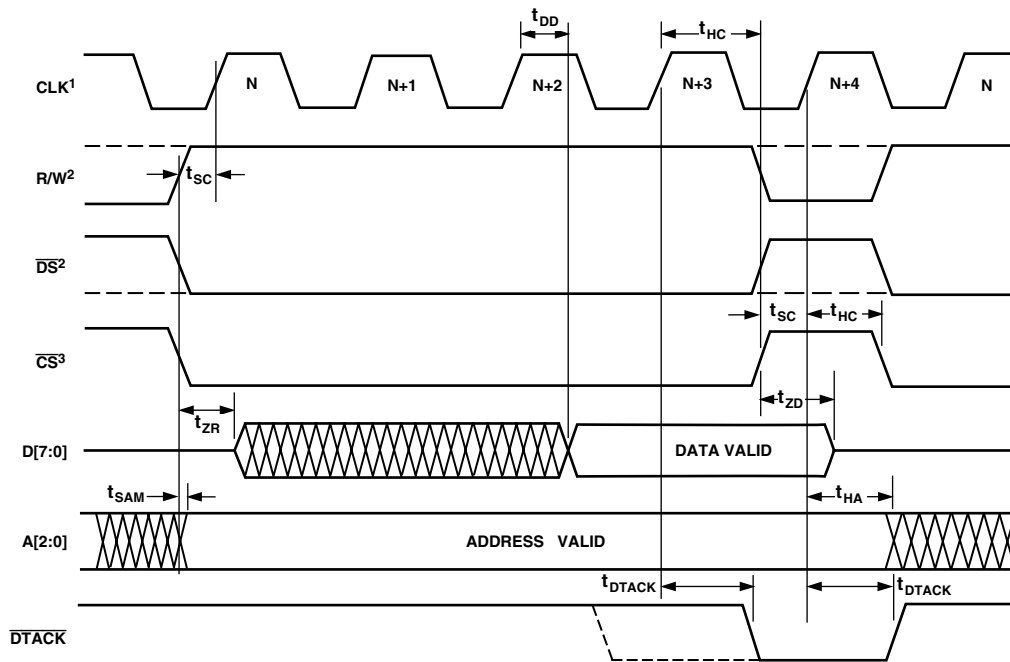 tDD
tHC
CLK1
N
N+1
N+2
N+3
N+4
N
R/W2
tSC
DS2
tSC
tHC
CS3
tZR
tZD
D[7:0]
DATA VALID
tSAM
tHA
A[2:0]
ADDRESS VALID
tDTACK
tDTACK
DTACK